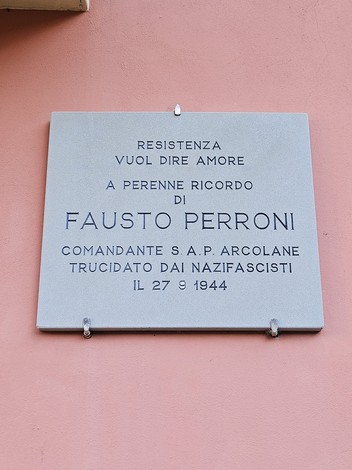 RESISTENZA
VUOL DIRE AMORE
A PERENNE RICORDO
DI
FAUSTO PERRONI
COMANDANTE S.A.P. ARCOLANE
TRUCIDATO DAI NAZIFASCISTI
IL 27 9 1944